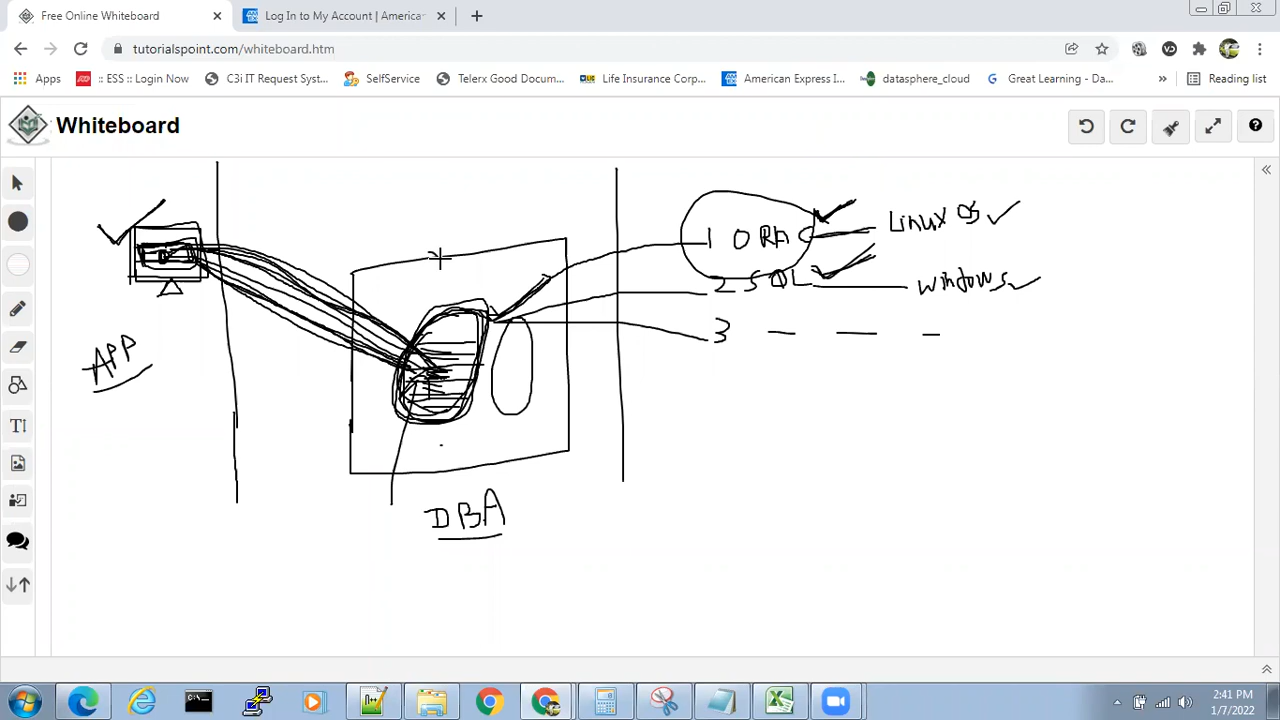 Free Online Whiteboard
Log In to My Account | America
tutorialspoint.com/whiteboard.htm
Apps
:: ESS :: Login Now
C3i IT Request Syst...
SelfService
Telerx Good Docum...
Life Insurance Corp...
American Express I...
datasphere_cloud
Great Learning - Da...
»
Reading list
Whiteboard
1 ORAC
Linux OS
2 SQL
windows
3 — — –
APP
DBA
2:41 PM
1/7/2022